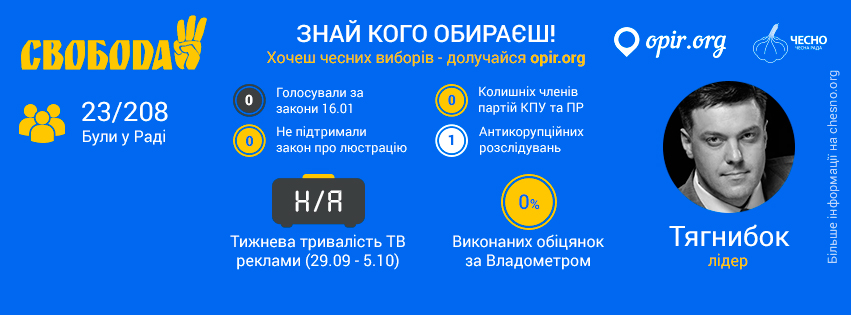 СВОБОДА
ЗНАЙ КОГО ОБИРАЄШ!
Хочеш чесних виборів - долучайся opir.org
opir.org
ЧЕСНО
ЧЕСНА РАДА
23/208
Були у Раді
0
Голосували за
закони 16.01
0
Колишніх членів
партій КПУ та ПР
0
Не підтримали
закон про люстрацію
1
Антикорупційних
розслідувань
Н/Я
Тижнева тривалість ТВ
реклами (29.09 - 5.10)
0%
Виконаних обіцянок
за Владометром
Тягнибок
лідер
Більше інформації на chesno.org